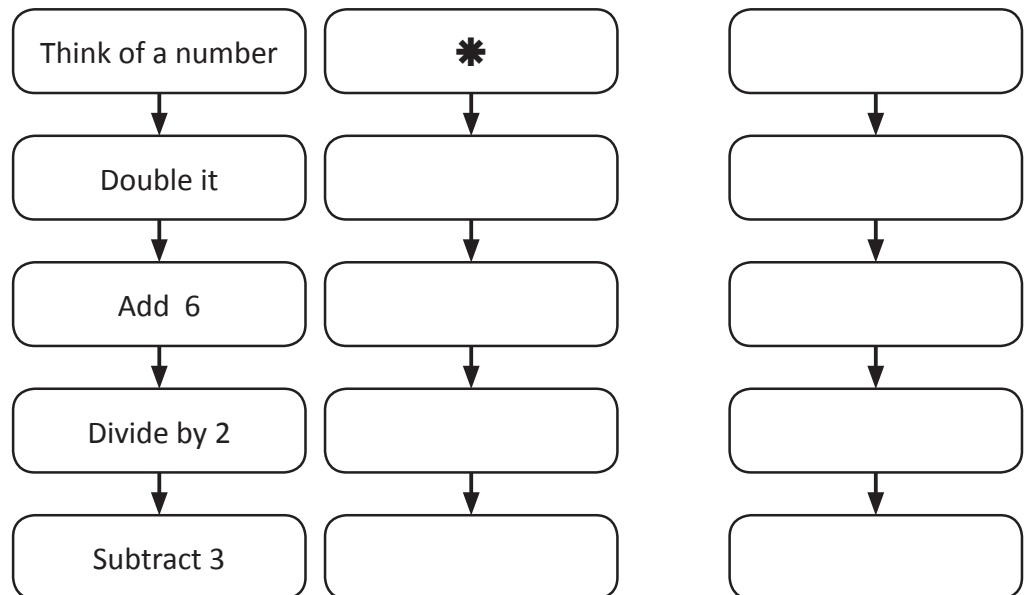 Think of a number
✱
Double it
Add 6
Divide by 2
Subtract 3